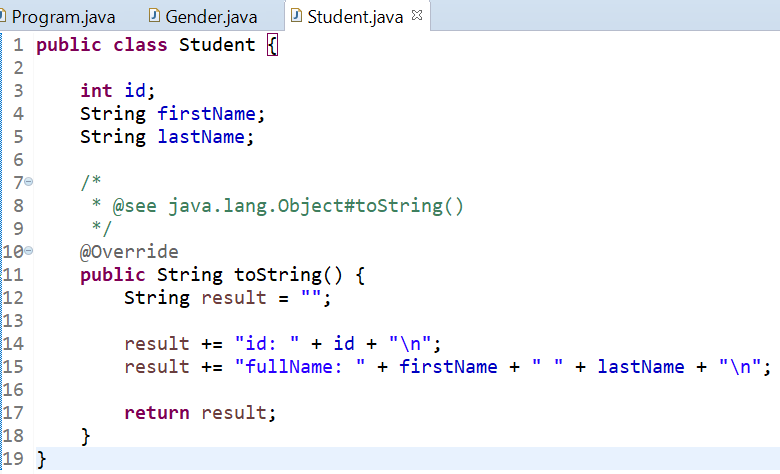 Program.java Gender.java Student.java
1 public class Student {
2
3     int id;
4     String firstName;
5     String lastName;
6
7     /*
8      * @see java.lang.Object#toString()
9      */
10     @Override
11     public String toString() {
12         String result = "";
13
14         result += "id: " + id + "\n";
15         result += "fullName: " + firstName + " " + lastName + "\n";
16
17         return result;
18     }
19 }